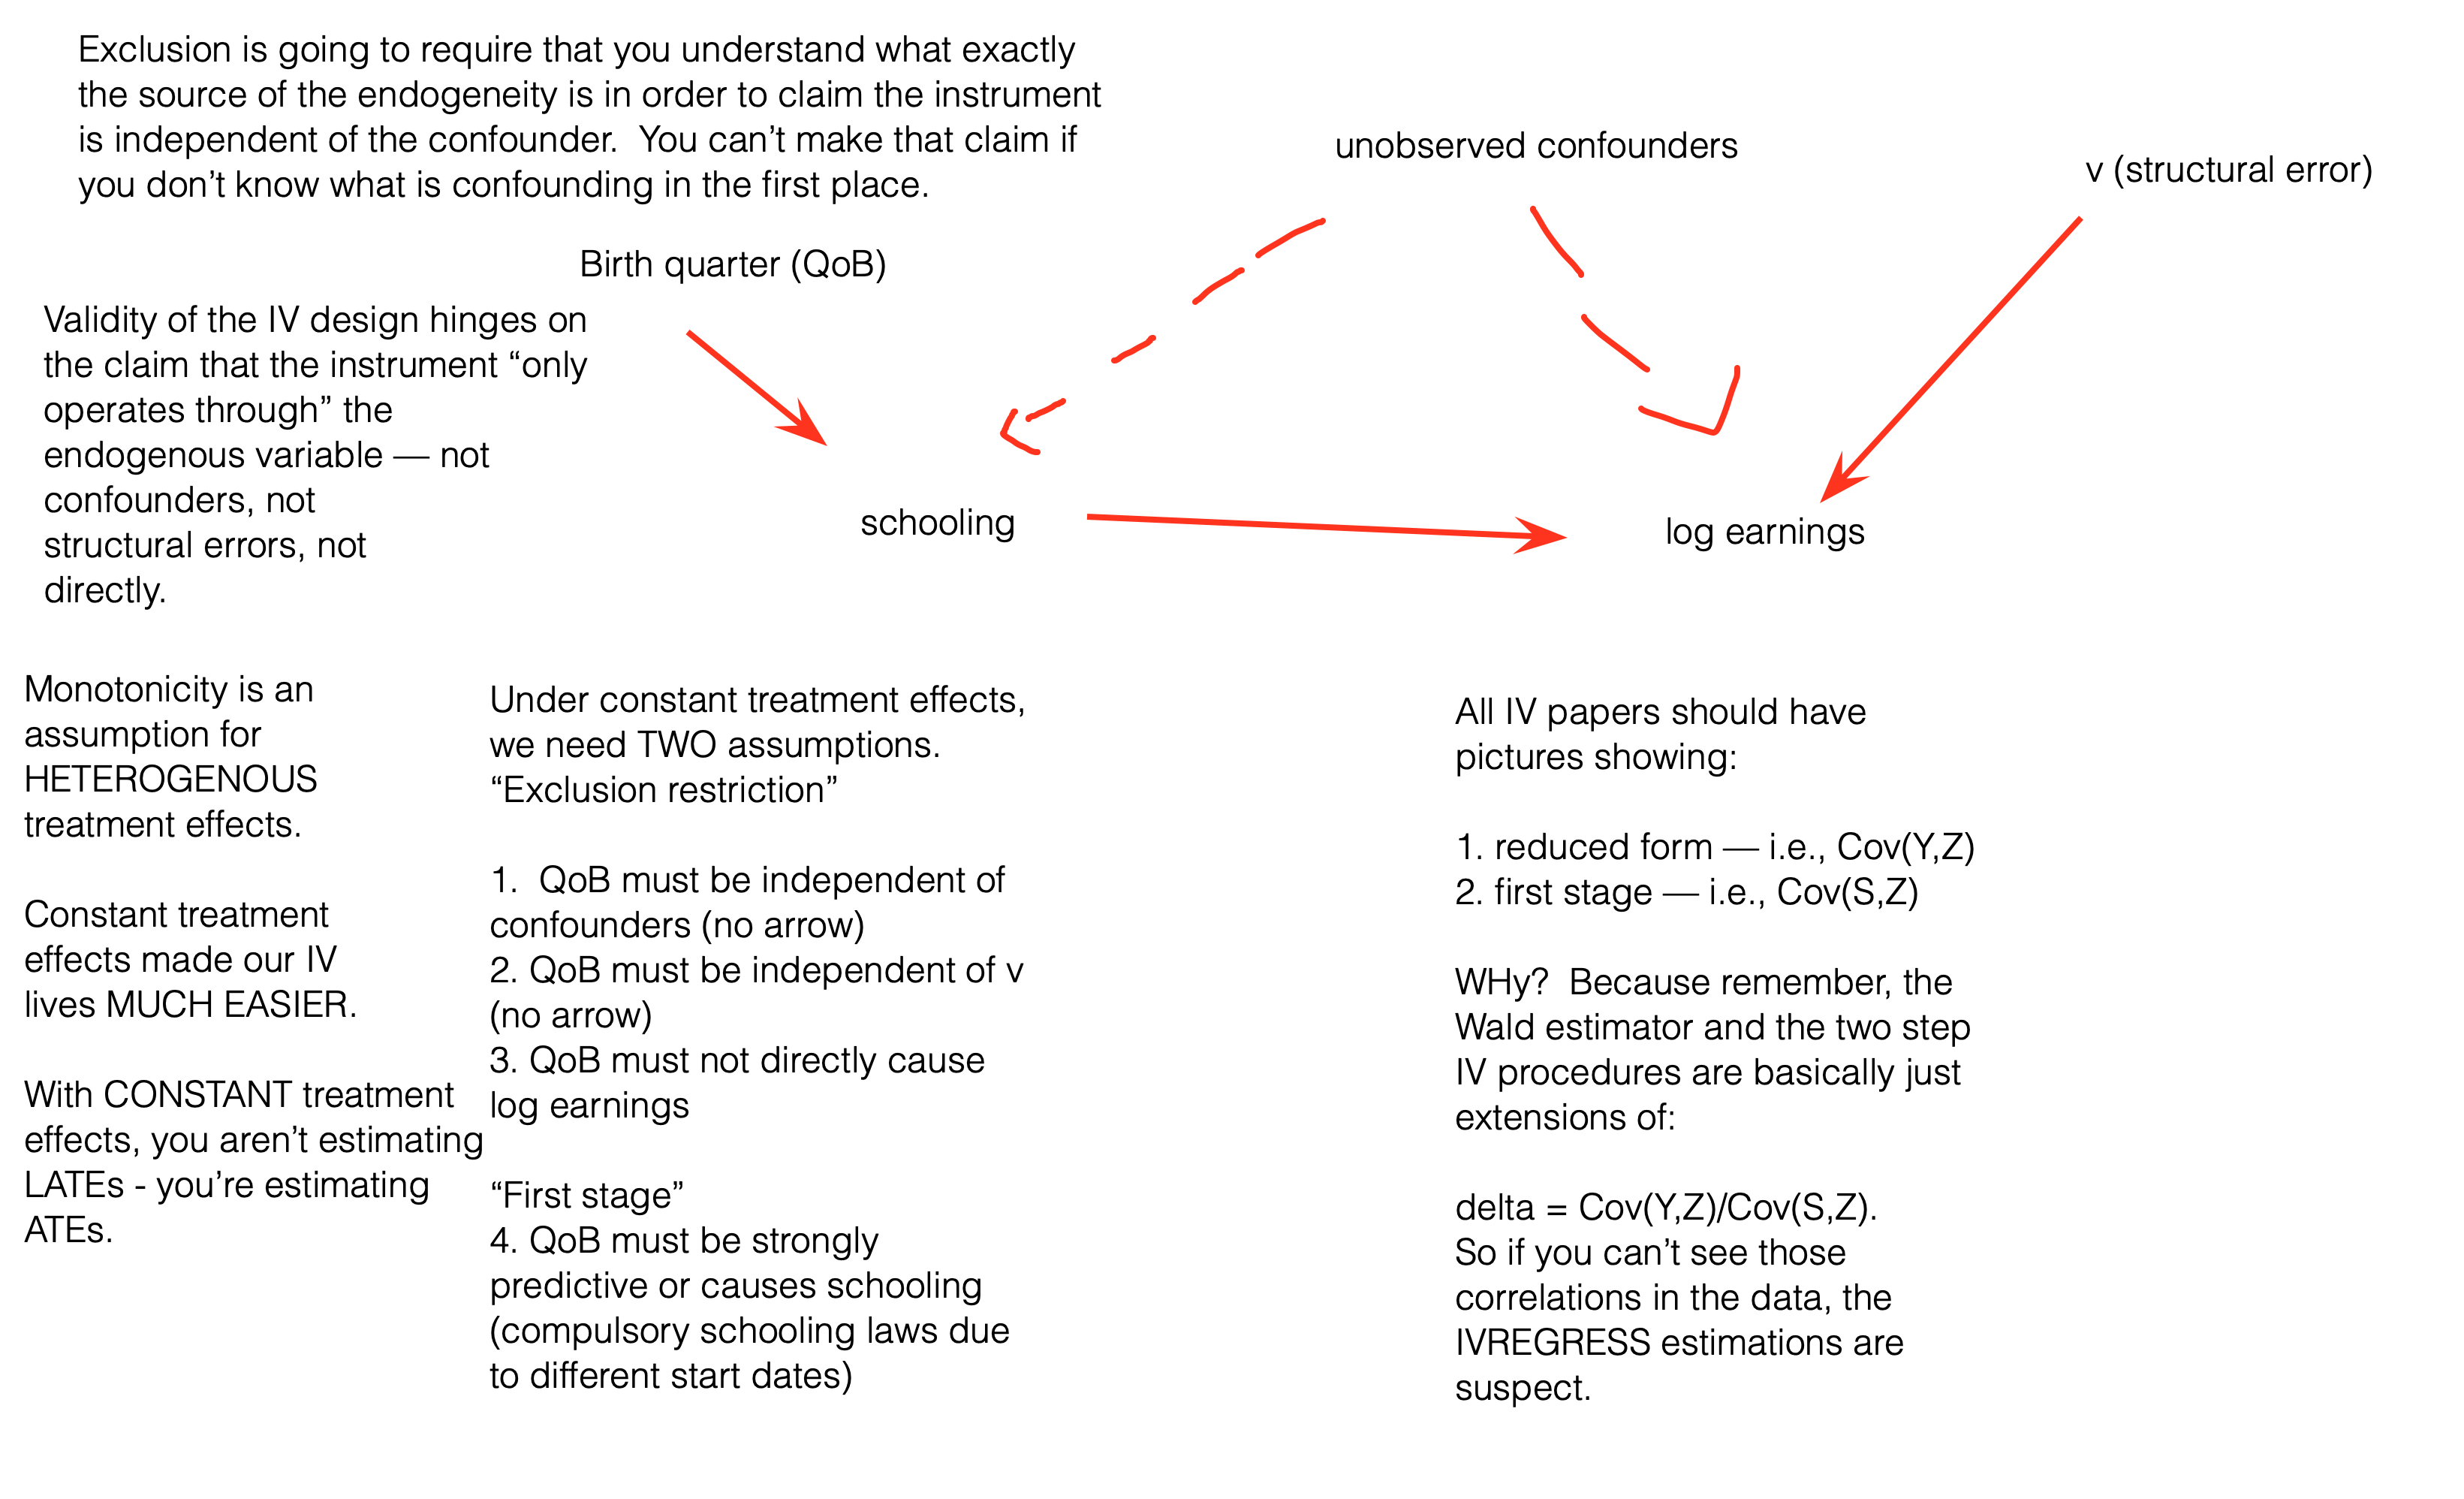 Exclusion is going to require that you understand what exactly
the source of the endogeneity is in order to claim the instrument
is independent of the confounder.  You can't make that claim if
you don't know what is confounding in the first place.
unobserved confounders
v (structural error)
Birth quarter (QoB)
Validity of the IV design hinges on
the claim that the instrument “only
operates through” the
endogenous variable — not
confounders, not
structural errors, not
directly.
schooling
log earnings
Monotonicity is an
assumption for
HETEROGENOUS
treatment effects.
Constant treatment
effects made our IV
lives MUCH EASIER.
With CONSTANT treatment
effects, you aren't estimating
LATEs - you're estimating
ATEs.
Under constant treatment effects,
we need TWO assumptions.
“Exclusion restriction”
1.  QoB must be independent of
confounders (no arrow)
2. QoB must be independent of v
(no arrow)
3. QoB must not directly cause
log earnings
“First stage”
4. QoB must be strongly
predictive or causes schooling
(compulsory schooling laws due
to different start dates)
All IV papers should have
pictures showing:
1. reduced form — i.e., Cov(Y,Z)
2. first stage — i.e., Cov(S,Z)
WHy?  Because remember, the
Wald estimator and the two step
IV procedures are basically just
extensions of:
delta = Cov(Y,Z)/Cov(S,Z).
So if you can't see those
correlations in the data, the
IVREGRESS estimations are
suspect.